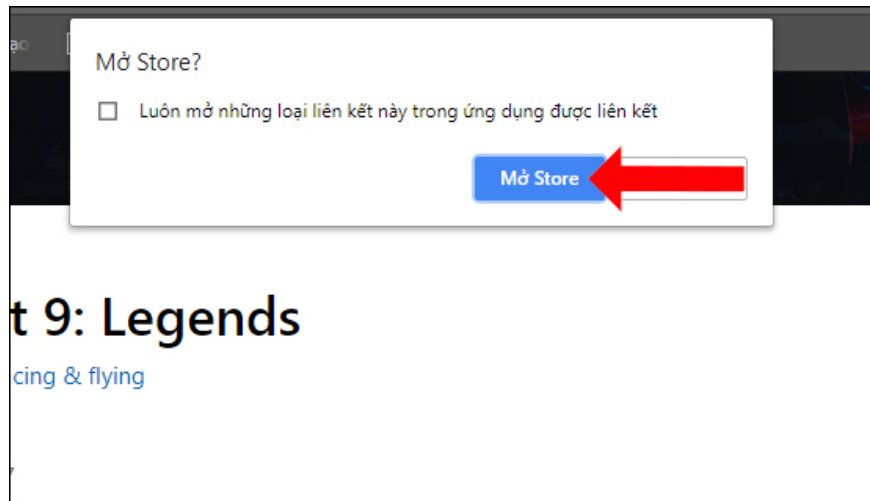 Mở Store?
Luôn mở những loại liên kết này trong ứng dụng được liên kết
Mở Store
t 9: Legends
cing & flying